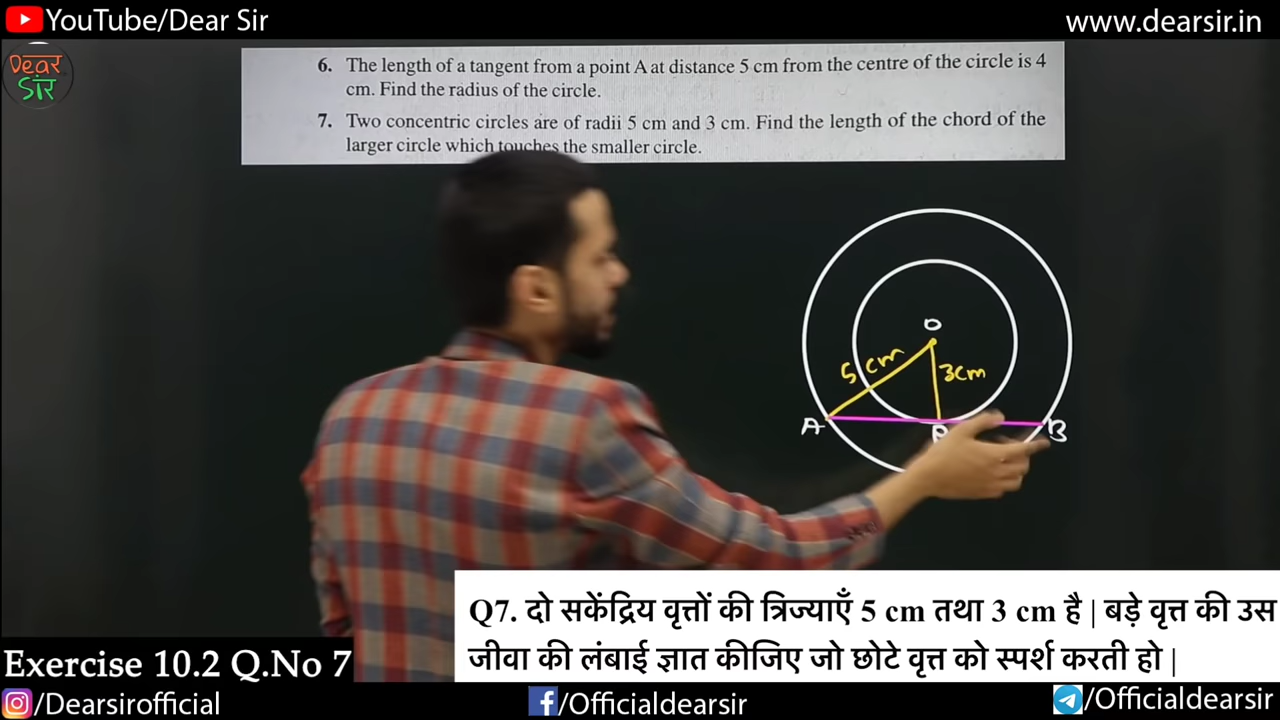 YouTube/Dear Sir
www.dearsir.in
Dear
सर
6. The length of a tangent from a point A at distance 5 cm from the centre of the circle is 4
cm. Find the radius of the circle.
7. Two concentric circles are of radii 5 cm and 3 cm. Find the length of the chord of the
larger circle which touches the smaller circle.
O
5 cm
3cm
A
P
B
Q7. दो सकेंद्रिय वृत्तों की त्रिज्याएँ 5 cm तथा 3 cm है | बड़े वृत्त की उस
जीवा की लंबाई ज्ञात कीजिए जो छोटे वृत्त को स्पर्श करती हो |
Exercise 10.2 Q.No 7
/Dearsirofficial
/Officialdearsir
/Officialdearsir